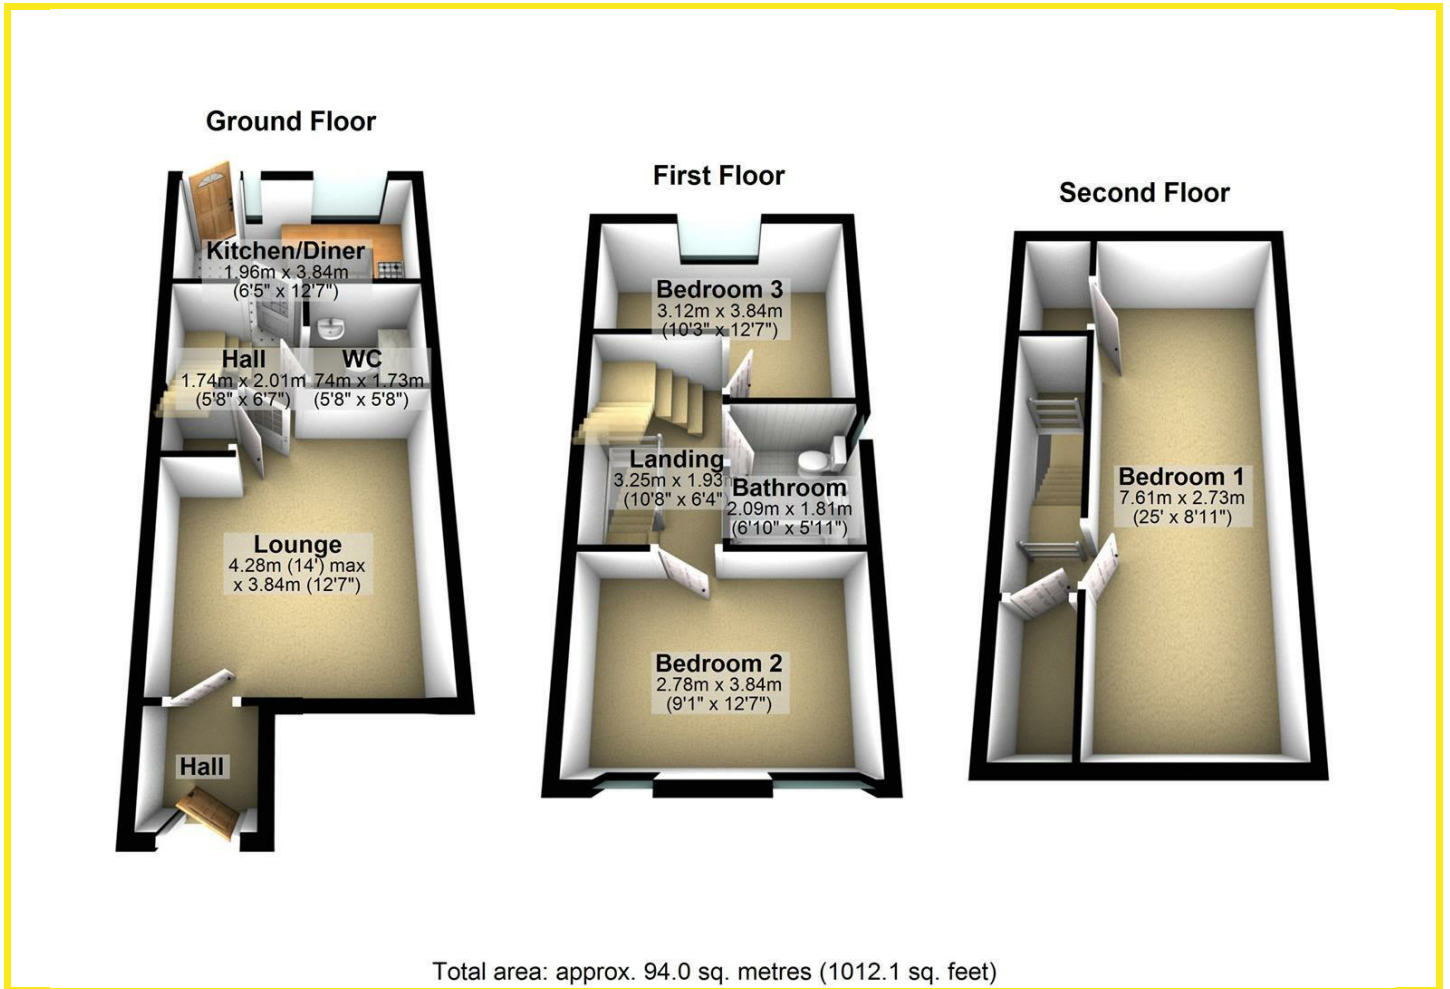 Ground Floor
Kitchen/Diner
1.96m x 3.84m
(6'5" x 12'7")
Hall
1.74m x 2.01m
(5'8" x 6'7")
WC
.74m x 1.73m
(5'8" x 5'8")
Lounge
4.28m (14') max
x 3.84m (12'7")
Hall
First Floor
Bedroom 3
3.12m x 3.84m
(10'3" x 12'7")
Landing
3.25m x 1.93
(10'8" x 6'4"
Bathroom
2.09m x 1.81m
(6'10" x 5'11")
Bedroom 2
2.78m x 3.84m
(9'1" x 12'7")
Second Floor
Bedroom 1
7.61m x 2.73m
(25' x 8'11")
Total area: approx. 94.0 sq. metres (1012.1 sq. feet)